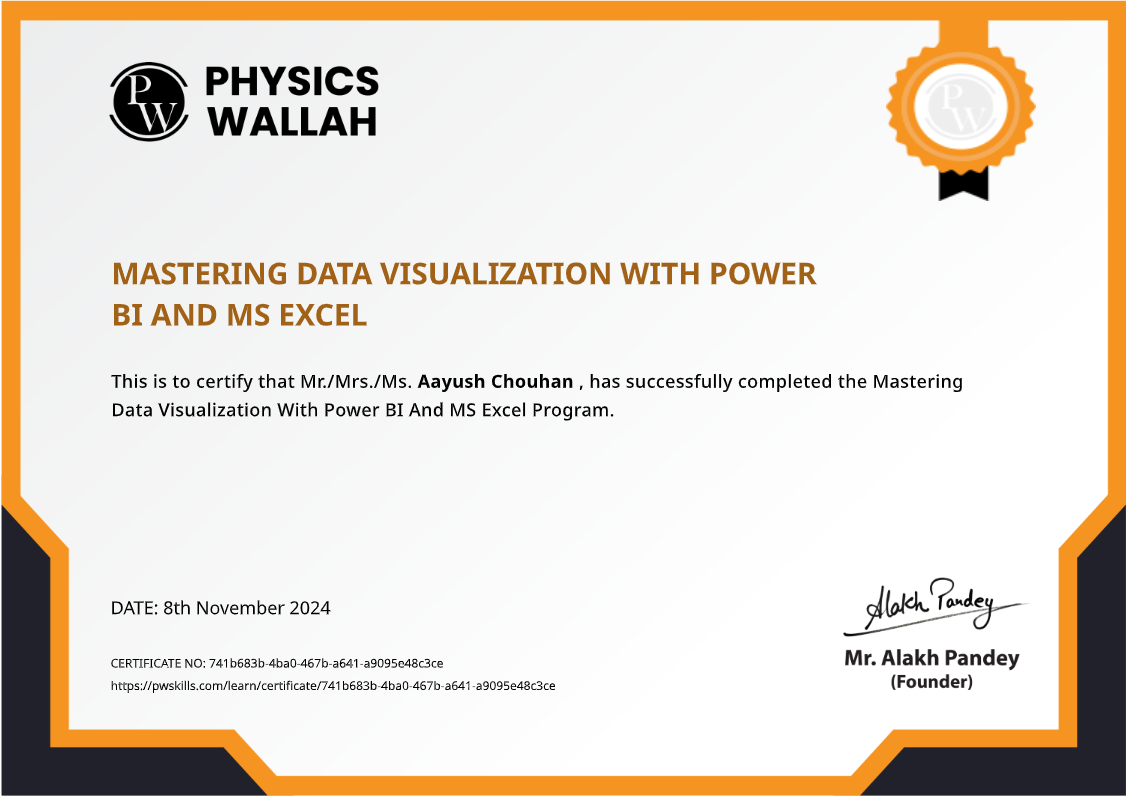 PW
PHYSICS
WALLAH
PW
MASTERING DATA VISUALIZATION WITH POWER
BI AND MS EXCEL
This is to certify that Mr./Mrs./Ms. Aayush Chouhan , has successfully completed the Mastering
Data Visualization With Power BI And MS Excel Program.
DATE: 8th November 2024
CERTIFICATE NO: 741b683b-4ba0-467b-a641-a9095e48c3ce
https://pwskills.com/learn/certificate/741b683b-4ba0-467b-a641-a9095e48c3ce
Alakh Pandey
Mr. Alakh Pandey
(Founder)